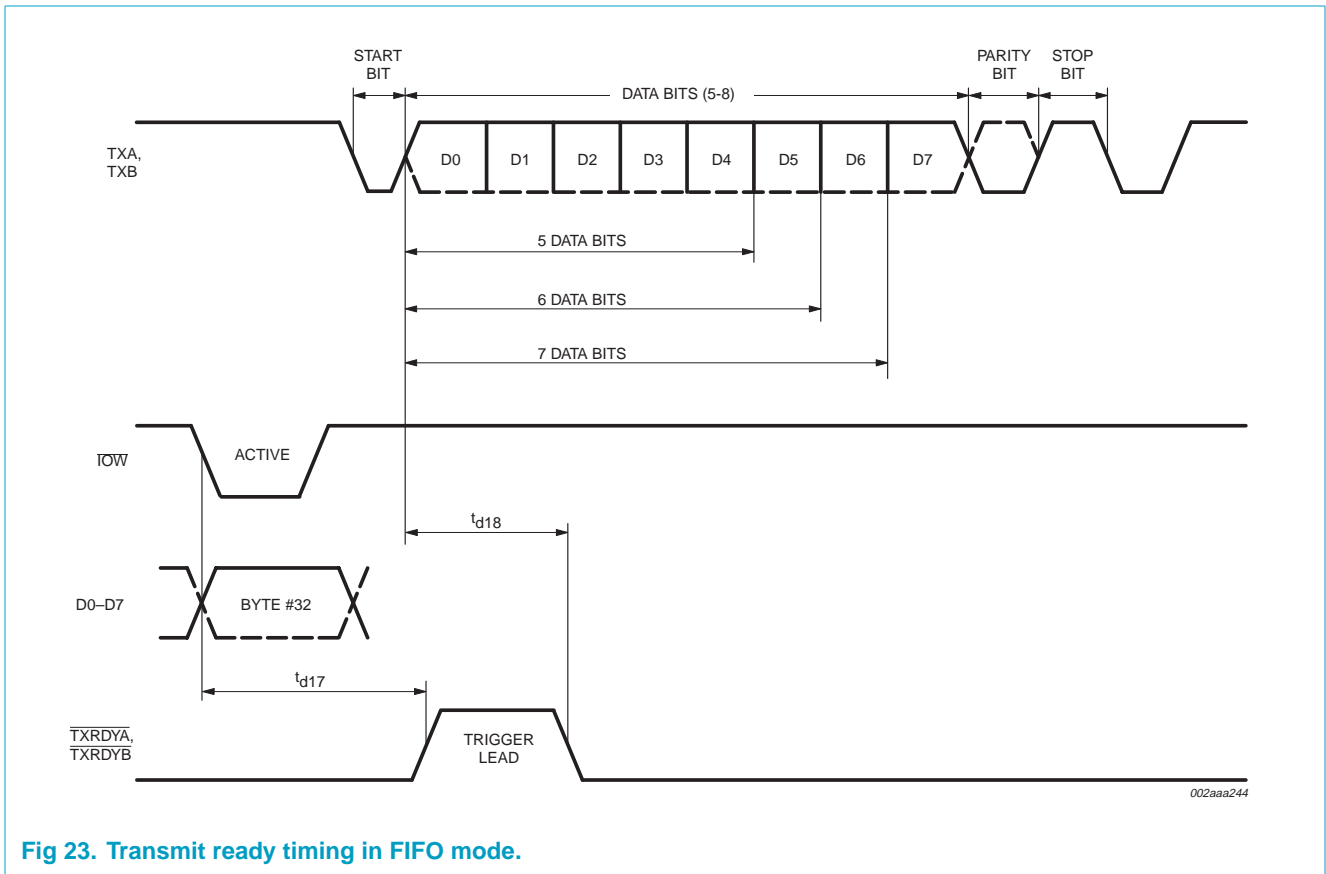 START
BIT
DATA BITS (5-8)
PARITY
BIT
STOP
BIT
TXA,
TXB
D0 D1 D2 D3 D4 D5 D6 D7
5 DATA BITS
6 DATA BITS
7 DATA BITS
IOW
ACTIVE
td18
D0–D7
BYTE #32
td17
TXRDYA,
TXRDYB
TRIGGER
LEAD
002aaa244
Fig 23. Transmit ready timing in FIFO mode.